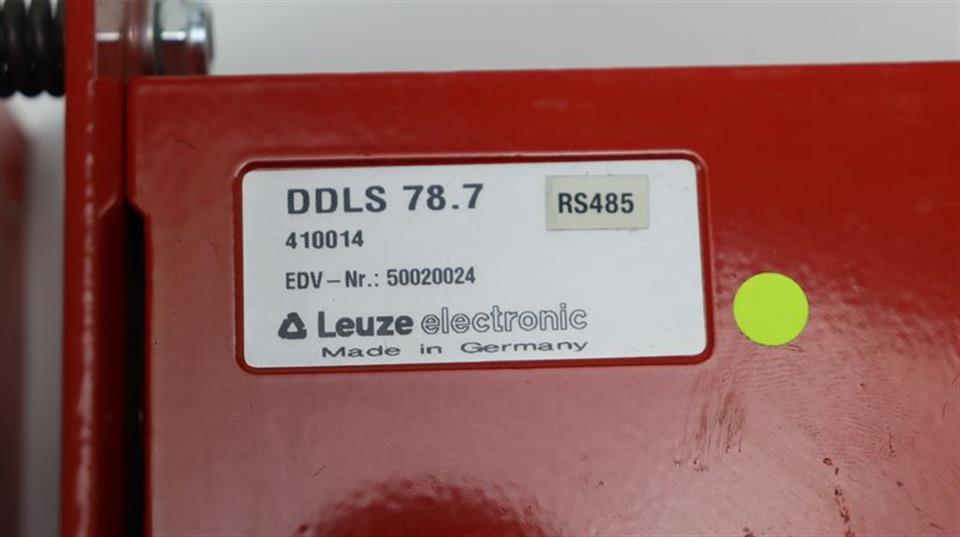 DDLS 78.7
RS485
410014
EDV-Nr.: 50020024
Leuze electronic
Made in Germany